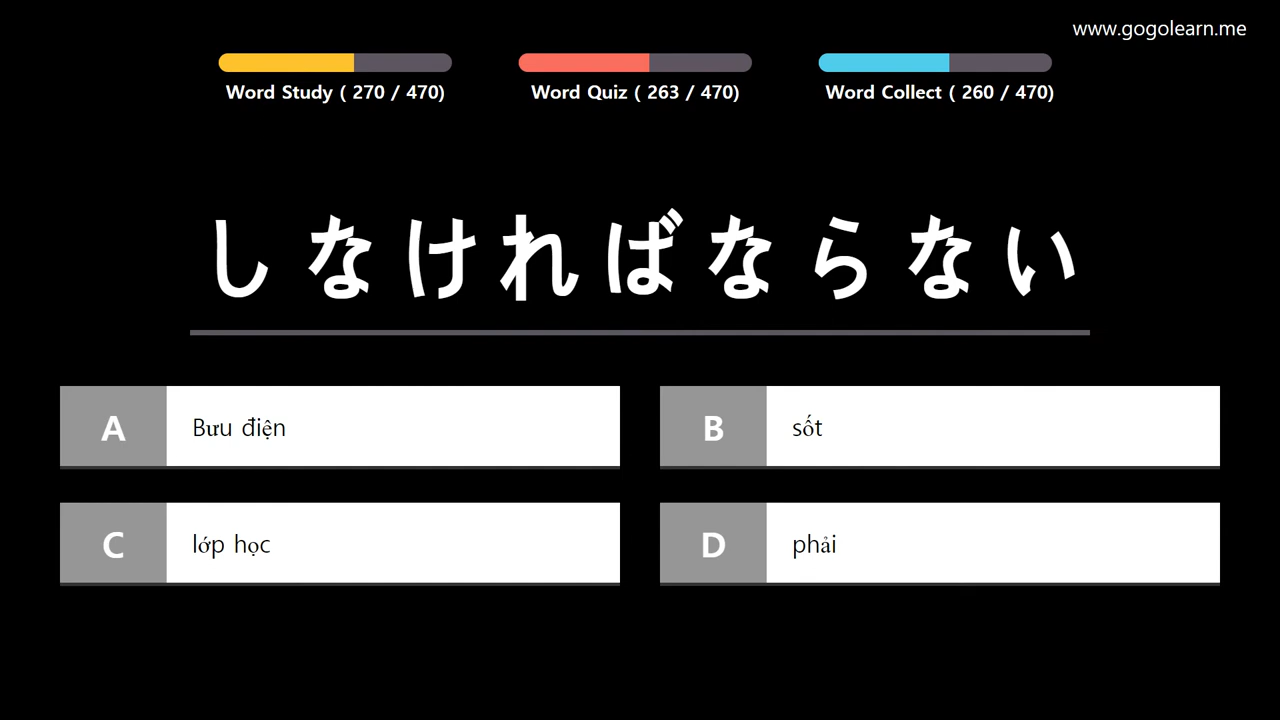 www.gogolearn.me
Word Study ( 270 / 470)
Word Quiz ( 263 / 470)
Word Collect ( 260 / 470)
しなければならない
A Bưu điện
B sốt
C lớp học
D phải